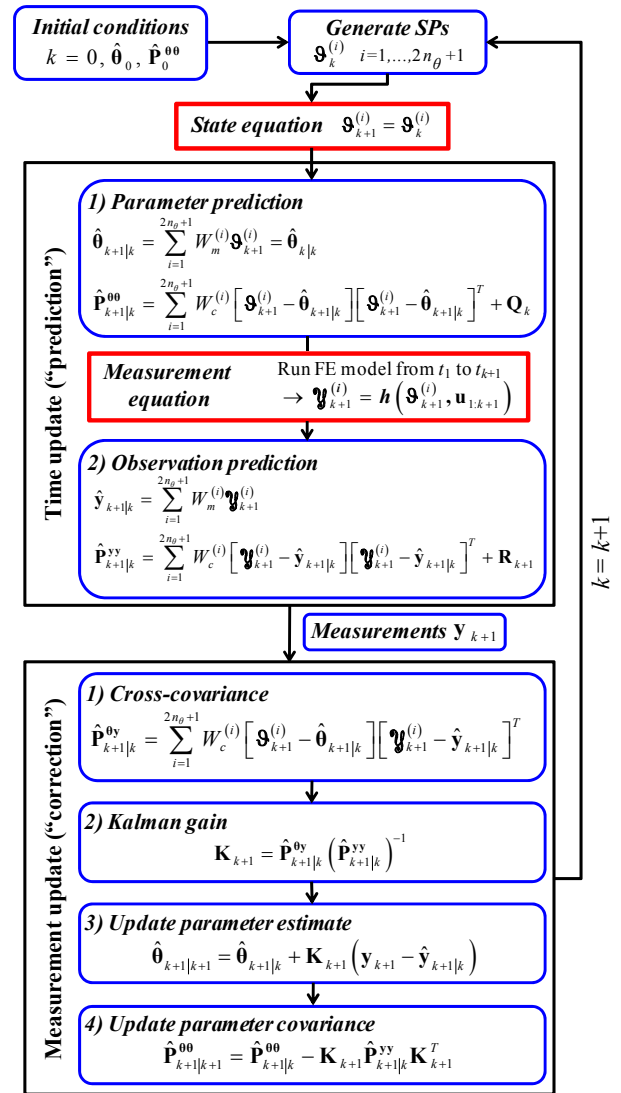 Initial conditions
k = 0, θ̂₀, P̂₀^θθ
Generate SPs
𝛝_k^(i) i=1,...,2n_θ+1
State equation 𝛝_{k+1}^(i) = 𝛝_k^(i)
Time update (“prediction”)
1) Parameter prediction
θ̂_{k+1|k} = ∑_{i=1}^{2n_θ+1} W_m^(i) 𝛝_{k+1}^(i) = θ̂_{k|k}
P̂_{k+1|k}^θθ = ∑_{i=1}^{2n_θ+1} W_c^(i) [𝛝_{k+1}^(i) − θ̂_{k+1|k}][𝛝_{k+1}^(i) − θ̂_{k+1|k}]^T + Q_k
Measurement equation
Run FE model from t₁ to t_{k+1}
→ 𝓨_{k+1}^(i) = h(𝛝_{k+1}^(i), u_{1:k+1})
2) Observation prediction
ŷ_{k+1|k} = ∑_{i=1}^{2n_θ+1} W_m^(i) 𝓨_{k+1}^(i)
P̂_{k+1|k}^yy = ∑_{i=1}^{2n_θ+1} W_c^(i) [𝓨_{k+1}^(i) − ŷ_{k+1|k}][𝓨_{k+1}^(i) − ŷ_{k+1|k}]^T + R_{k+1}
k = k+1
Measurements y_{k+1}
Measurement update (“correction”)
1) Cross-covariance
P̂_{k+1|k}^θy = ∑_{i=1}^{2n_θ+1} W_c^(i) [𝛝_{k+1}^(i) − θ̂_{k+1|k}][𝓨_{k+1}^(i) − ŷ_{k+1|k}]^T
2) Kalman gain
K_{k+1} = P̂_{k+1|k}^θy (P̂_{k+1|k}^yy)^{−1}
3) Update parameter estimate
θ̂_{k+1|k+1} = θ̂_{k+1|k} + K_{k+1} (y_{k+1} − ŷ_{k+1|k})
4) Update parameter covariance
P̂_{k+1|k+1}^θθ = P̂_{k+1|k}^θθ − K_{k+1} P̂_{k+1|k}^yy K_{k+1}^T